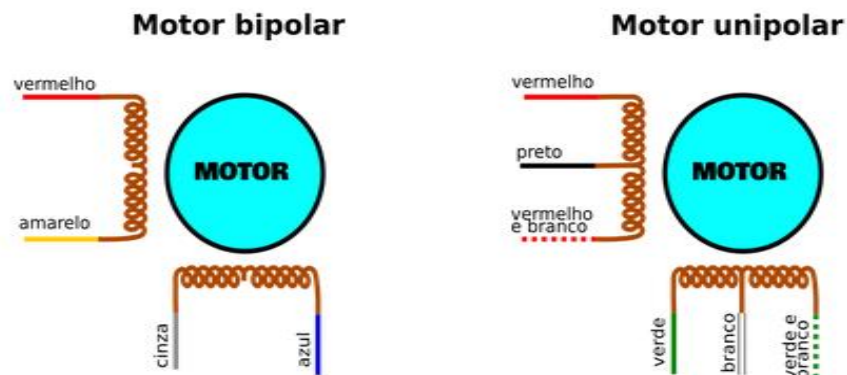 Motor bipolar
vermelho
MOTOR
amarelo
cinza
azul
Motor unipolar
vermelho
preto
MOTOR
vermelho
e branco
verde
branco
verde e
branco